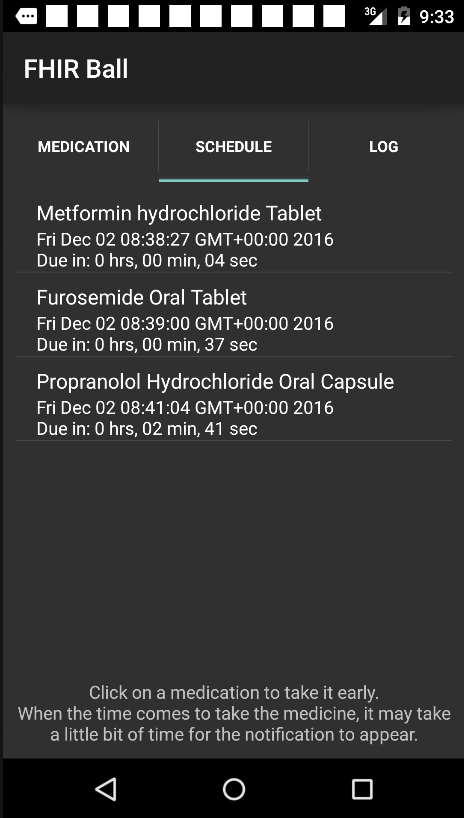 3G 9:33
FHIR Ball
MEDICATION SCHEDULE LOG
Metformin hydrochloride Tablet
Fri Dec 02 08:38:27 GMT+00:00 2016
Due in: 0 hrs, 00 min, 04 sec
Furosemide Oral Tablet
Fri Dec 02 08:39:00 GMT+00:00 2016
Due in: 0 hrs, 00 min, 37 sec
Propranolol Hydrochloride Oral Capsule
Fri Dec 02 08:41:04 GMT+00:00 2016
Due in: 0 hrs, 02 min, 41 sec
Click on a medication to take it early.
When the time comes to take the medicine, it may take
a little bit of time for the notification to appear.